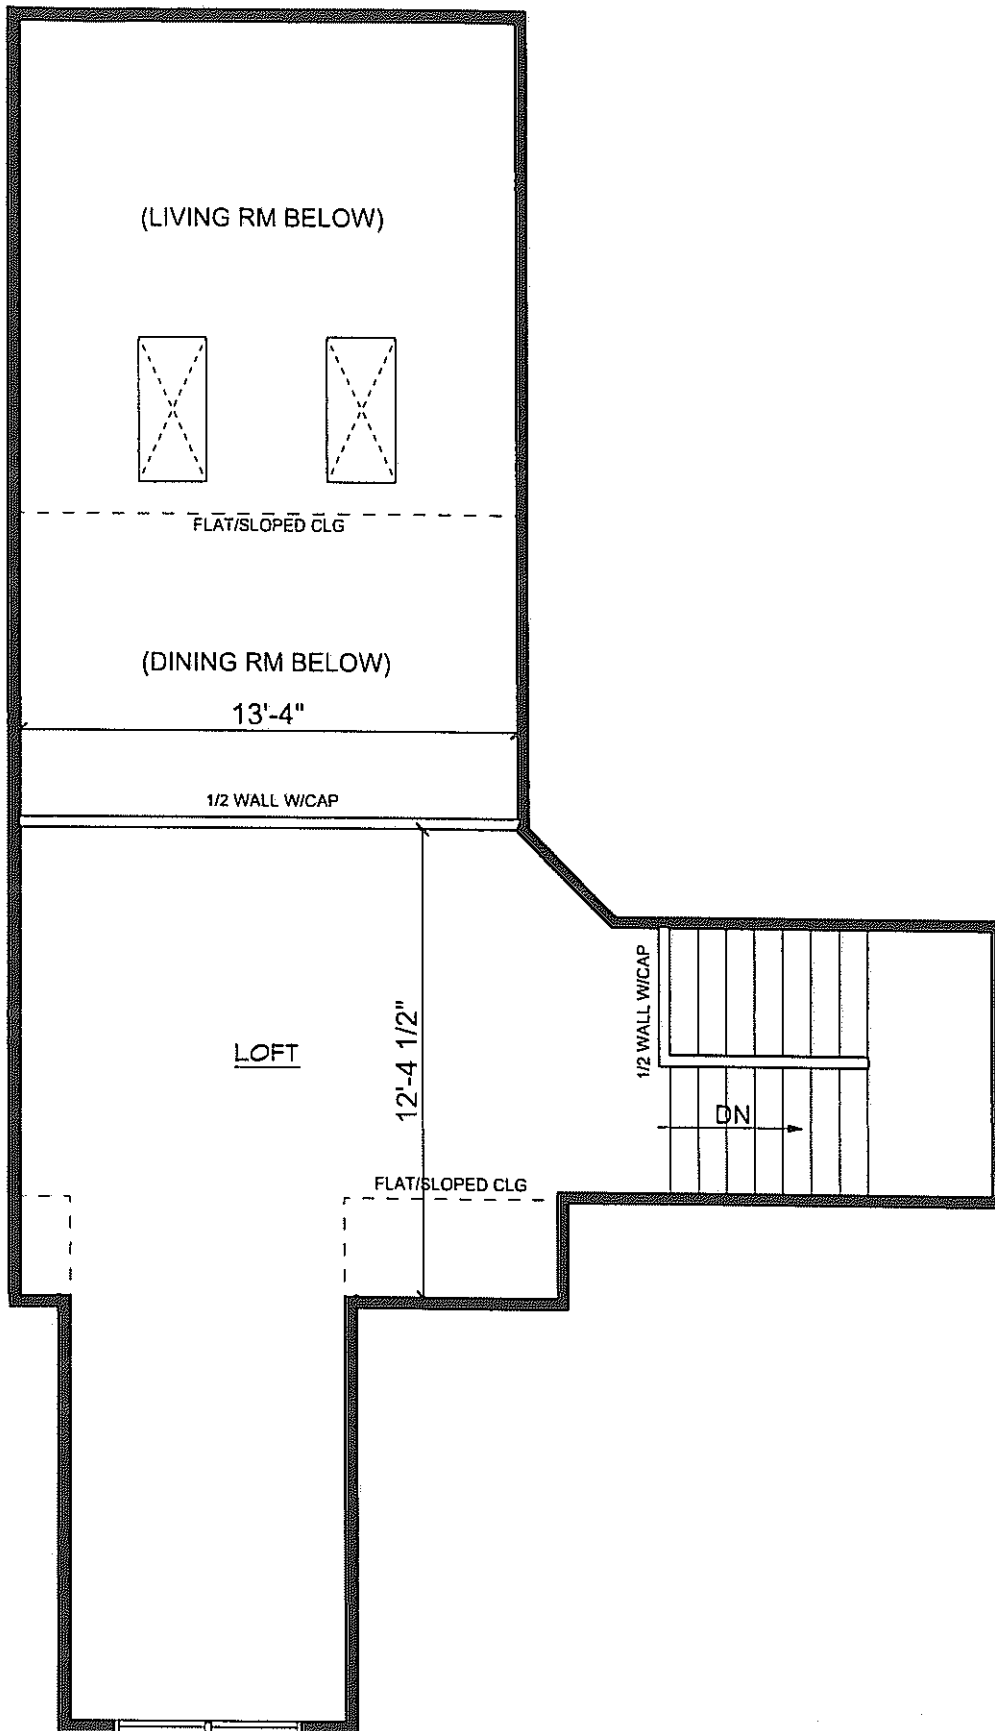 (LIVING RM BELOW)
FLAT/SLOPED CLG
(DINING RM BELOW)
13'-4"
1/2 WALL W/CAP
1/2 WALL W/CAP
LOFT
12'-4 1/2"
DN
FLAT/SLOPED CLG